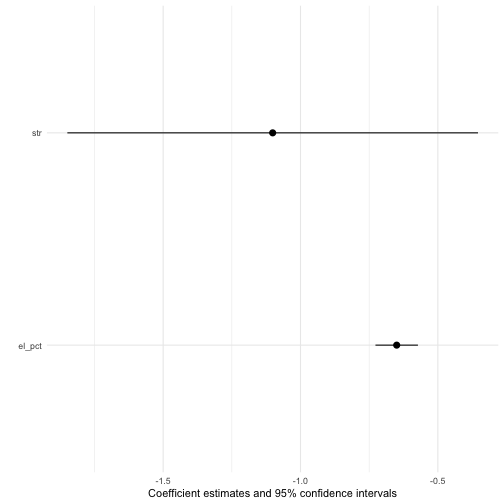 str
el_pct
-1.5
-1.0
-0.5
Coefficient estimates and 95% confidence intervals